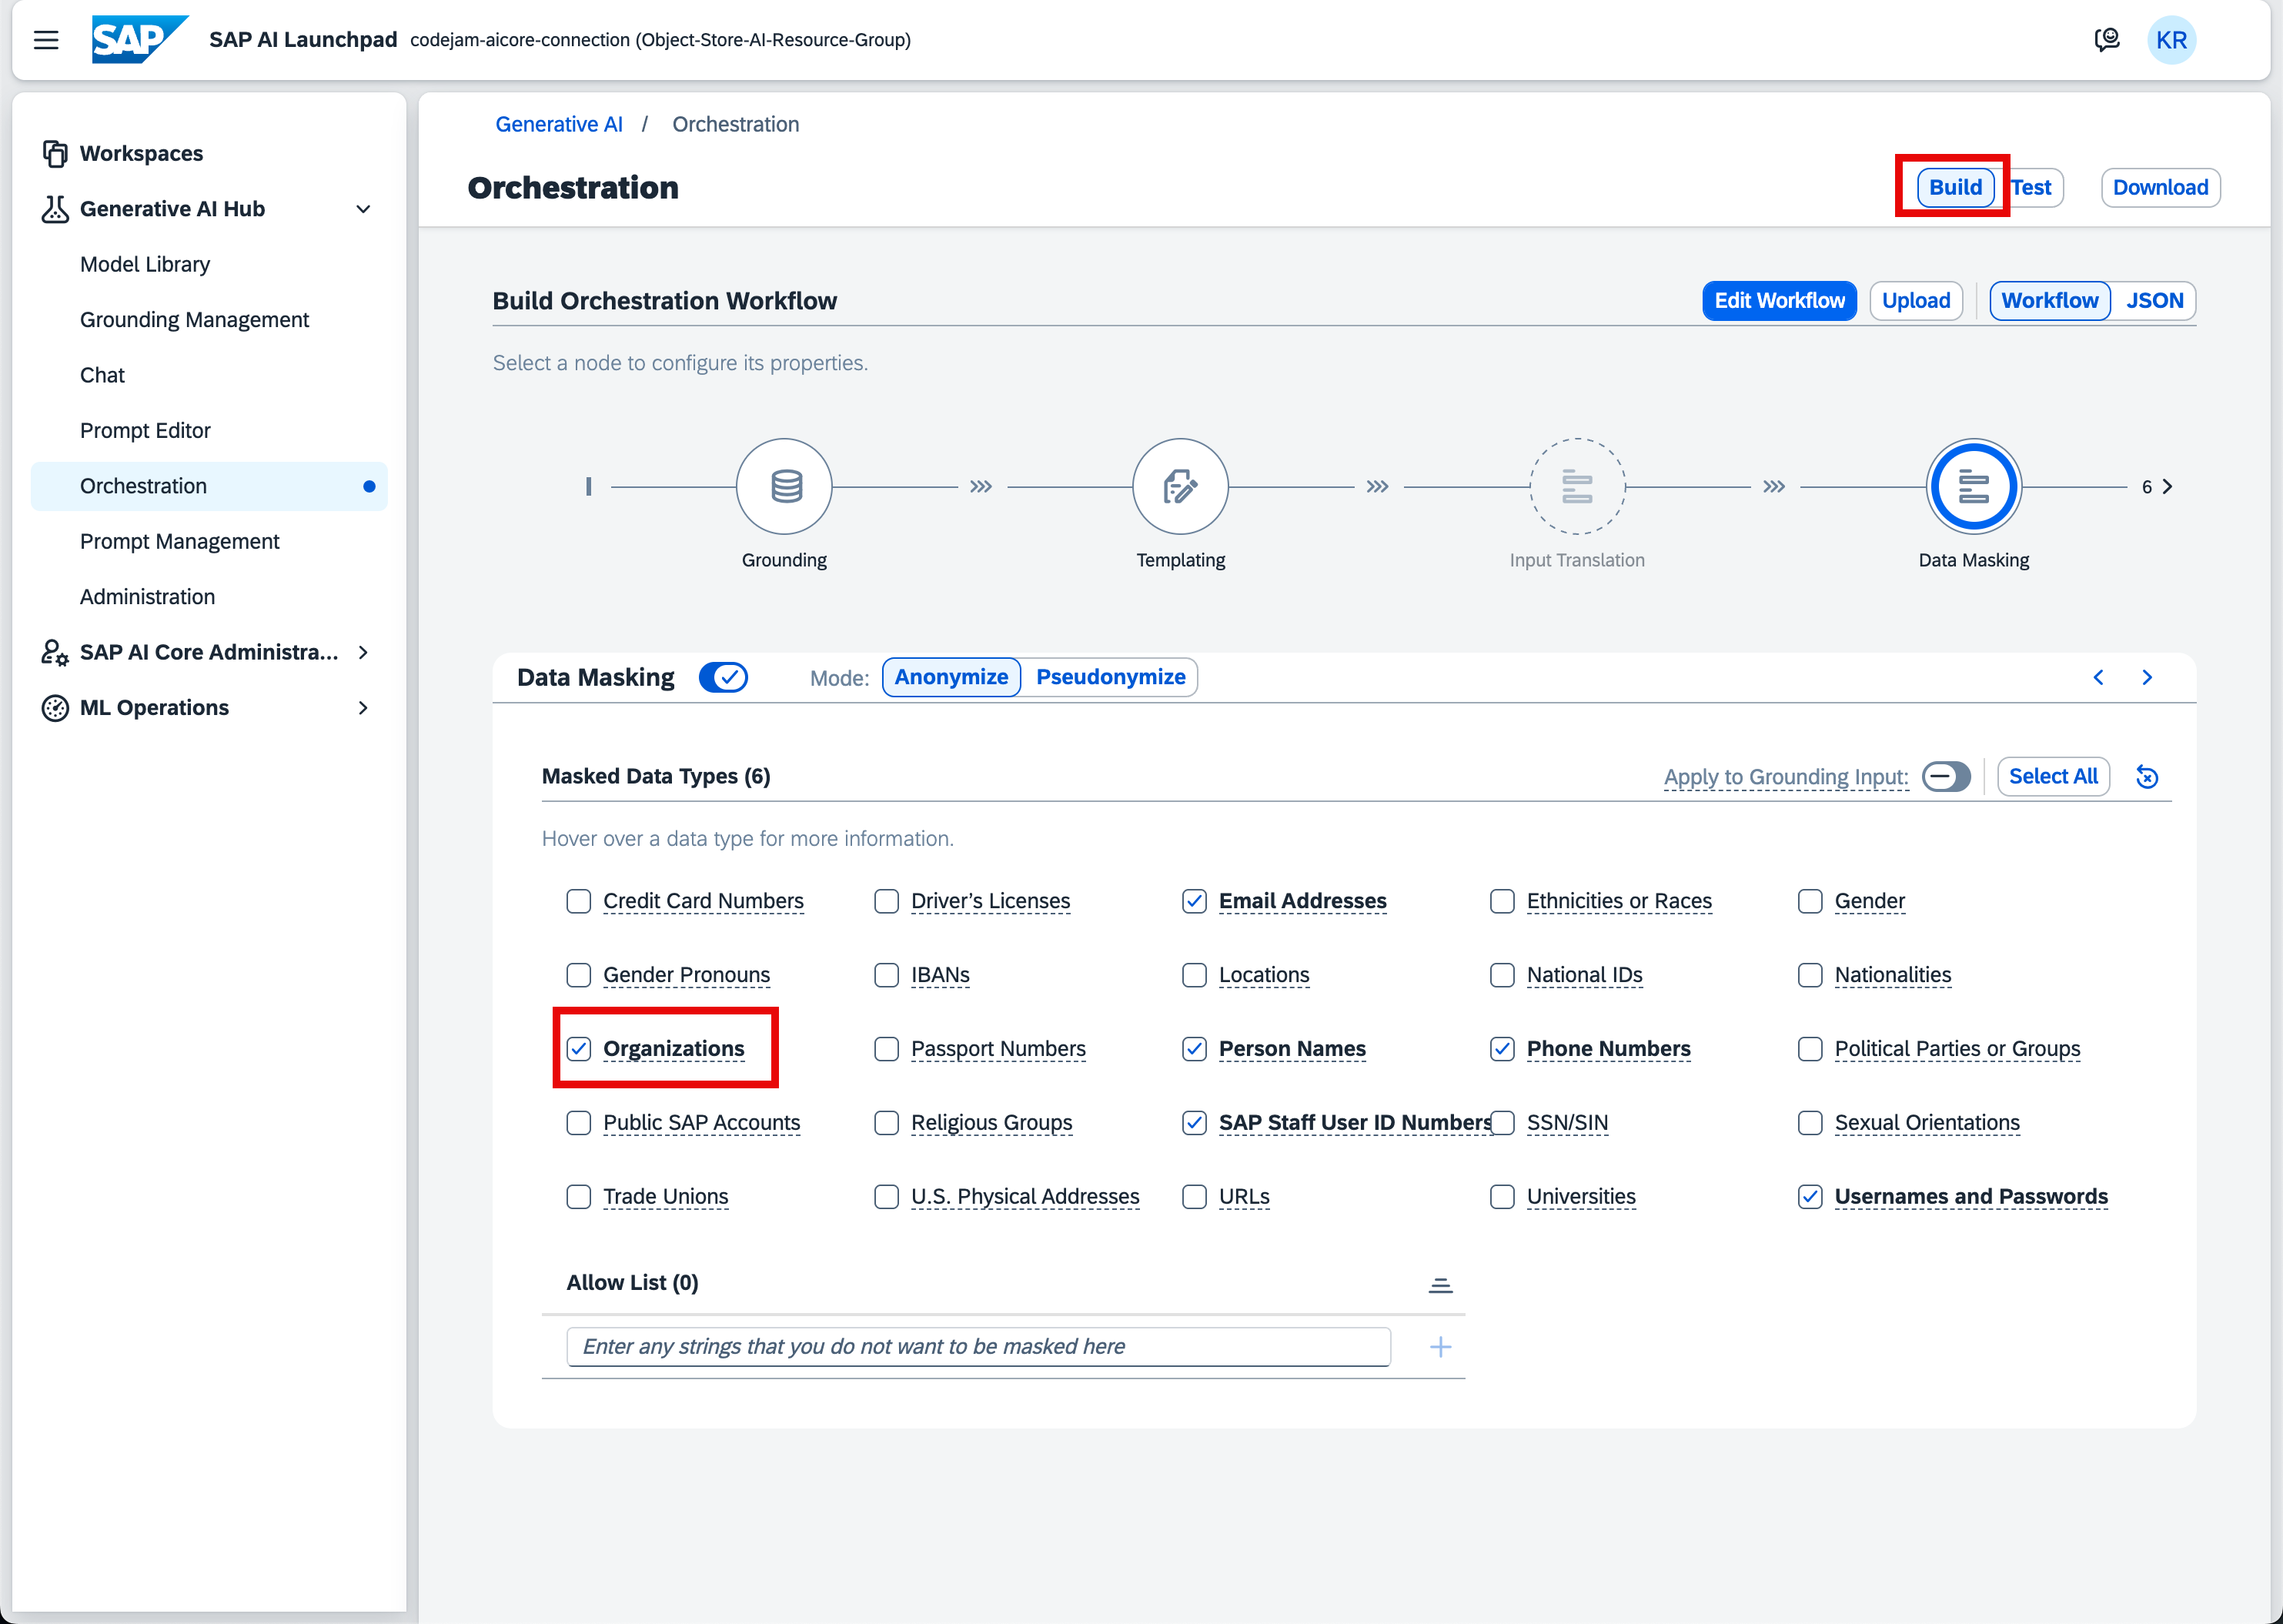 SAP SAP AI Launchpad codejam-aicore-connection (Object-Store-AI-Resource-Group) KR
Workspaces
Generative AI Hub
Model Library
Grounding Management
Chat
Prompt Editor
Orchestration
Prompt Management
Administration
SAP AI Core Administra...
ML Operations
Generative AI / Orchestration
Orchestration Build Test Download
Build Orchestration Workflow Edit Workflow Upload Workflow JSON
Select a node to configure its properties.
6
Grounding Templating Input Translation Data Masking
Data Masking Mode: Anonymize Pseudonymize
Masked Data Types (6) Apply to Grounding Input: Select All
Hover over a data type for more information.
Credit Card Numbers Driver’s Licenses Email Addresses Ethnicities or Races Gender
Gender Pronouns IBANs Locations National IDs Nationalities
Organizations Passport Numbers Person Names Phone Numbers Political Parties or Groups
Public SAP Accounts Religious Groups SAP Staff User ID Numbers SSN/SIN Sexual Orientations
Trade Unions U.S. Physical Addresses URLs Universities Usernames and Passwords
Allow List (0)
Enter any strings that you do not want to be masked here